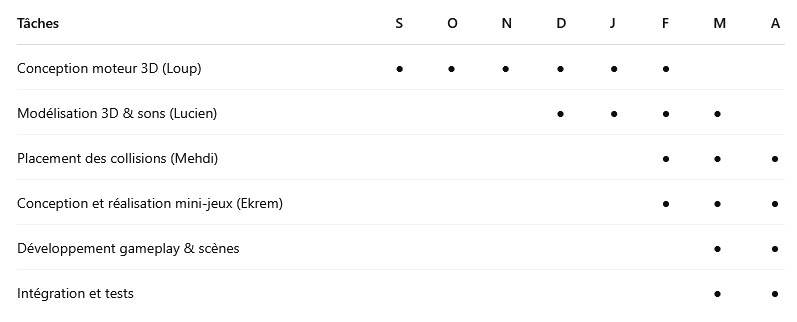 Tâches S O N D J F M A
Conception moteur 3D (Loup) • • • • • •
Modélisation 3D & sons (Lucien) • • • •
Placement des collisions (Mehdi) • • •
Conception et réalisation mini-jeux (Ekrem) • • •
Développement gameplay & scènes • •
Intégration et tests • •